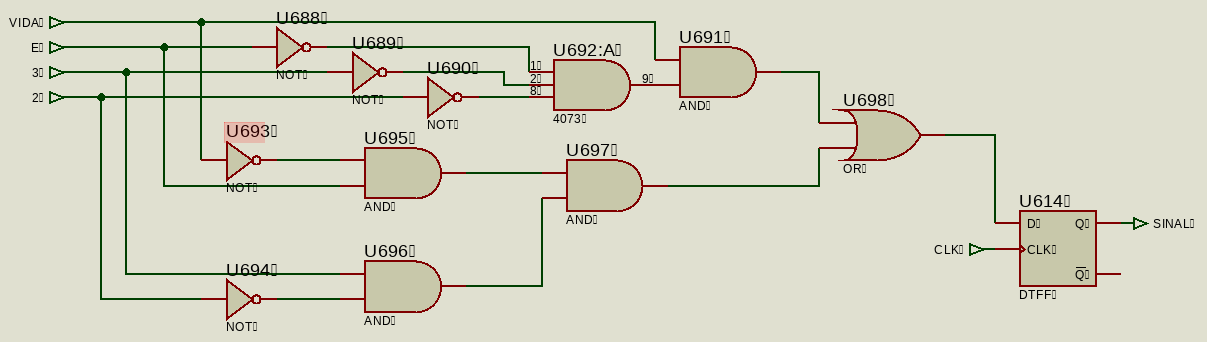 U688
VIDA
U689
U691
E
U692:A
U690
1
3
NOT
2
9
8
2
NOT
U698
AND
4073
NOT
U693
U695
U697
OR
NOT
AND
U614
AND
D
Q
SINAL
U696
CLK
CLK
U694
Q
DTFF
AND
NOT